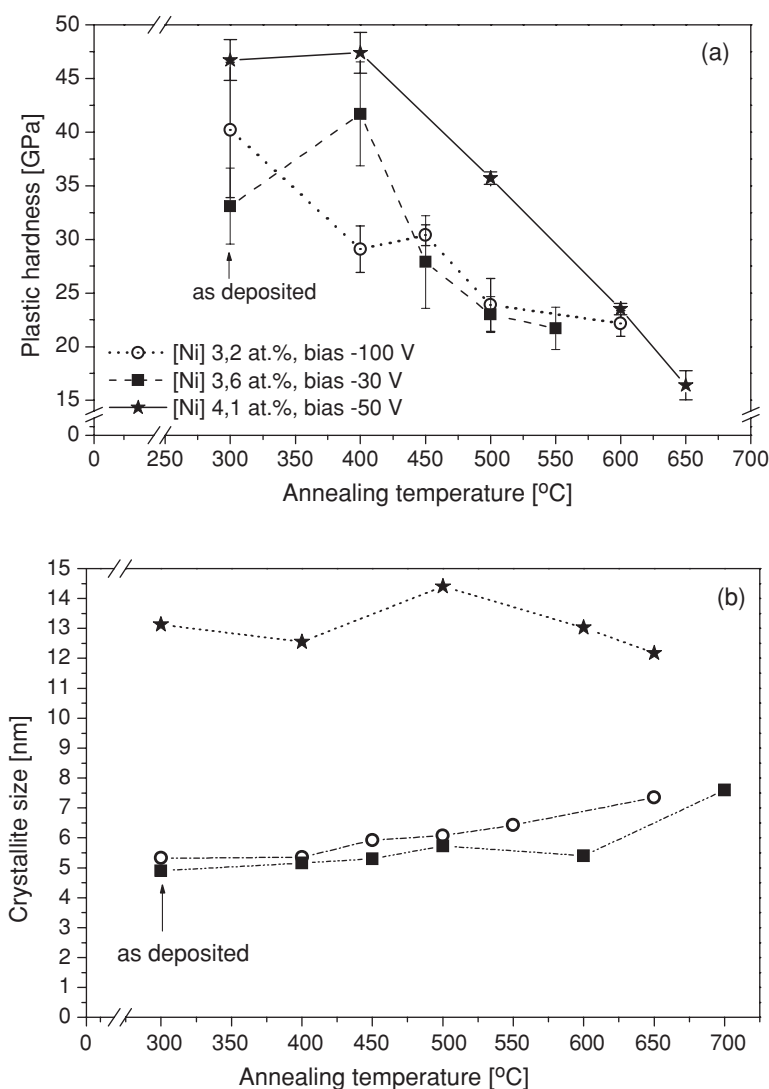 50
(a)
45
40
35
30
25
20
15
0
Plastic hardness [GPa]
as deposited
[Ni] 3,2 at.%, bias -100 V
[Ni] 3,6 at.%, bias -30 V
[Ni] 4,1 at.%, bias -50 V
0 250 300 350 400 450 500 550 600 650 700
Annealing temperature [ºC]
15
(b)
14
13
12
11
10
9
8
7
6
5
4
3
2
1
0
Crystallite size [nm]
as deposited
0 300 350 400 450 500 550 600 650 700
Annealing temperature [ºC]